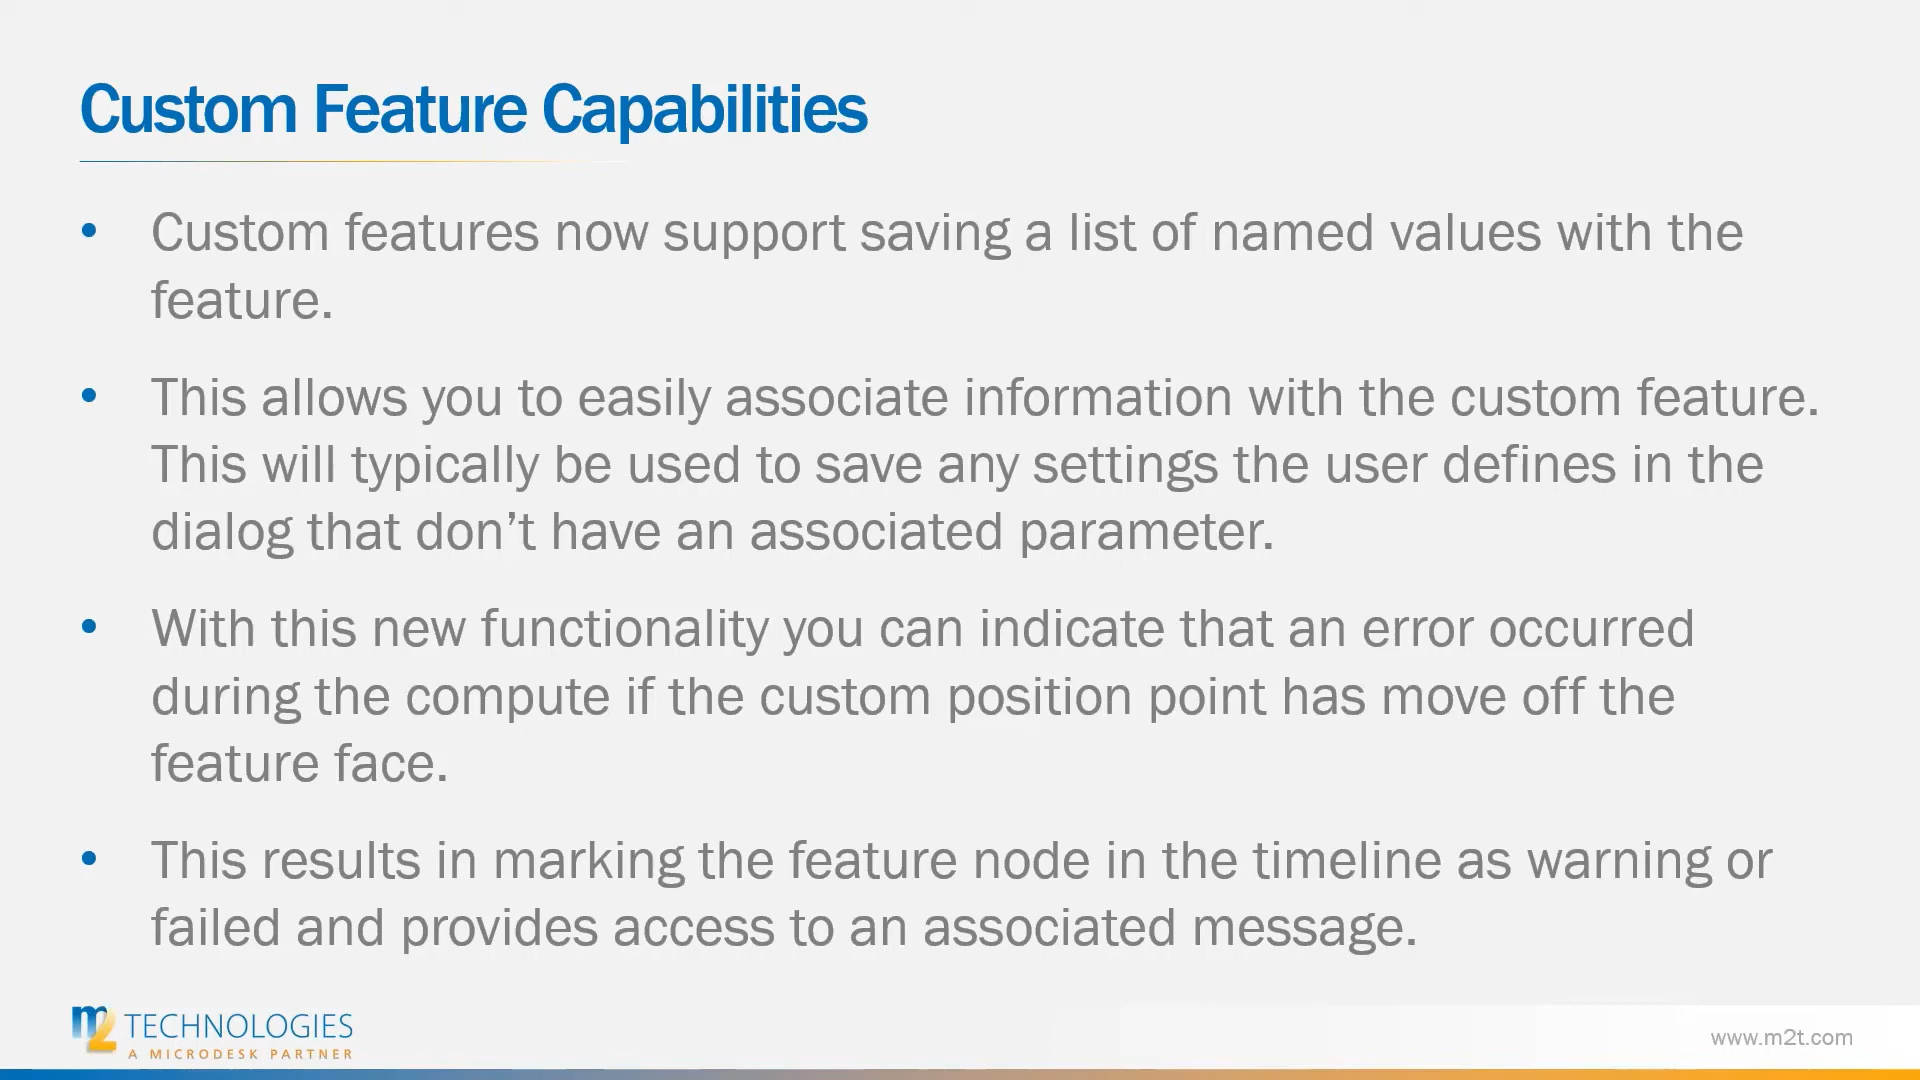 Custom Feature Capabilities
• Custom features now support saving a list of named values with the
feature.
• This allows you to easily associate information with the custom feature.
This will typically be used to save any settings the user defines in the
dialog that don’t have an associated parameter.
• With this new functionality you can indicate that an error occurred
during the compute if the custom position point has move off the
feature face.
• This results in marking the feature node in the timeline as warning or
failed and provides access to an associated message.
m2 TECHNOLOGIES
A MICRODESK PARTNER
www.m2t.com